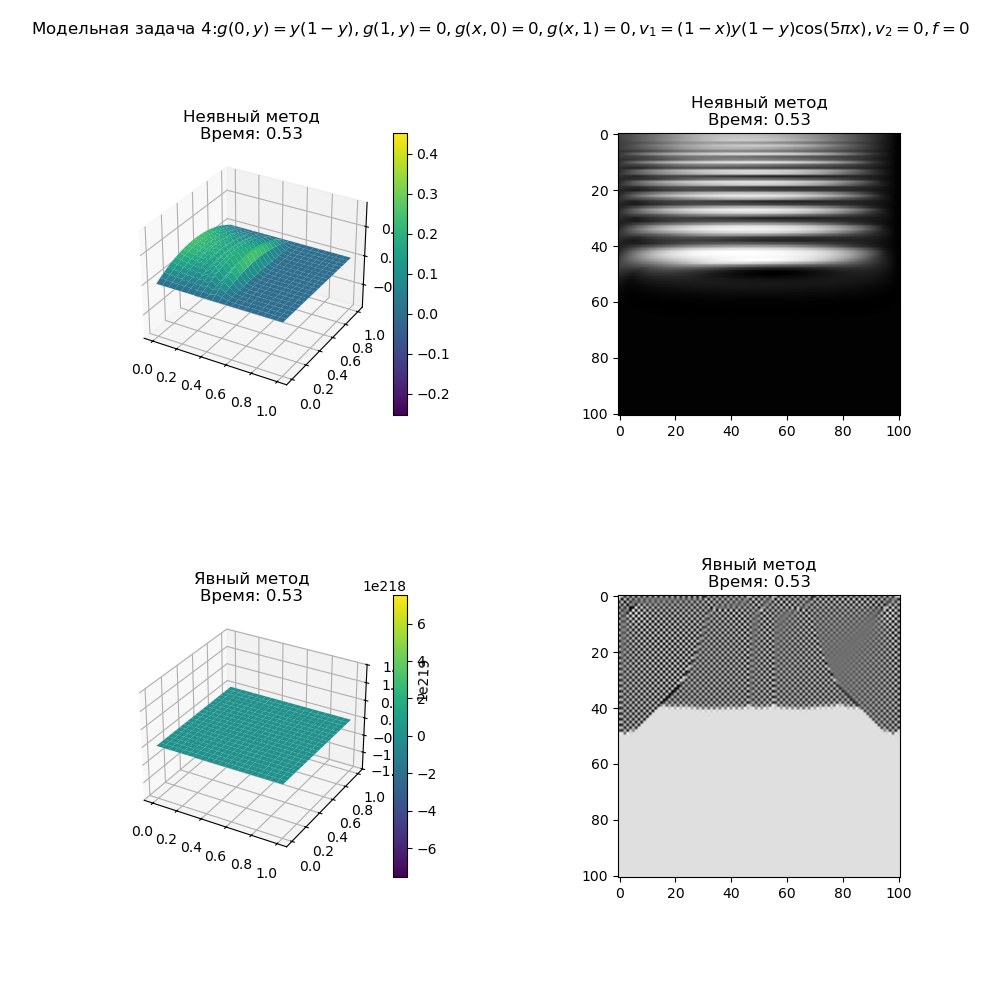 Модельная задача 4:g(0, y) = y(1 − y), g(1, y) = 0, g(x, 0) = 0, g(x, 1) = 0, v₁ = (1 − x)y(1 − y)cos(5πx), v₂ = 0, f = 0
Неявный метод
Время: 0.53
0.4
0.3
0.2
0.1
0.0
−0.1
−0.2
0.0 0.2 0.4 0.6 0.8 1.0
0.0 0.2 0.4 0.6 0.8 1.0
Неявный метод
Время: 0.53
0
20
40
60
80
100
0 20 40 60 80 100
Явный метод
Время: 0.53
1e218
6
4
2
0
−2
−4
−6
1e219
0.0 0.2 0.4 0.6 0.8 1.0
0.0 0.2 0.4 0.6 0.8 1.0
Явный метод
Время: 0.53
0
20
40
60
80
100
0 20 40 60 80 100